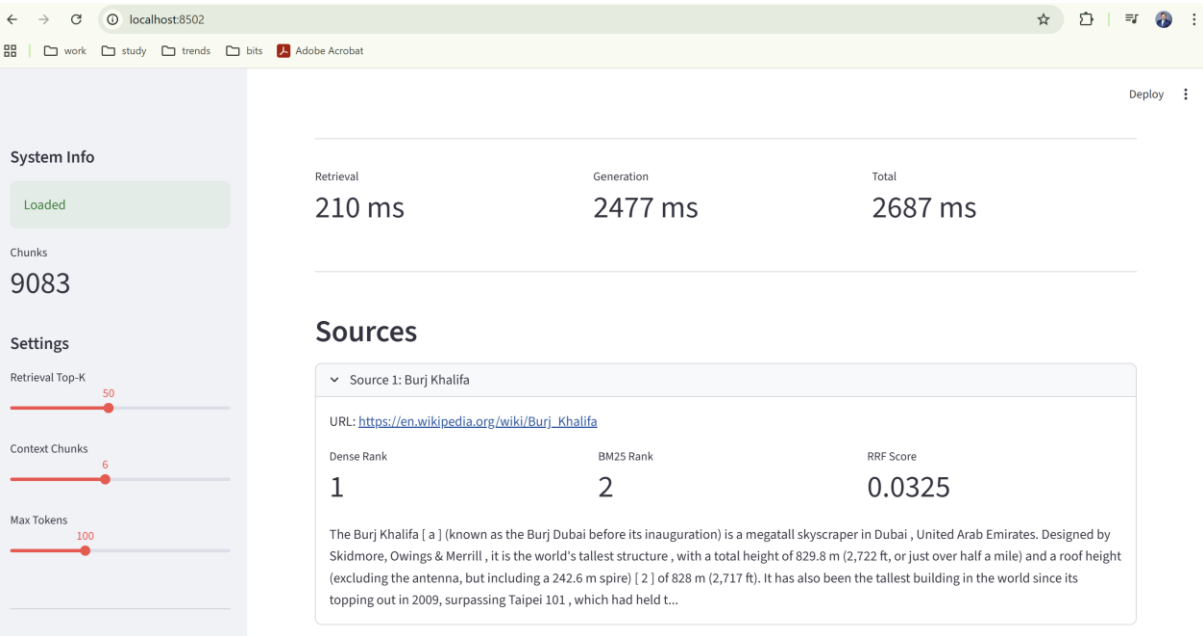 localhost:8502
work study trends bits Adobe Acrobat
Deploy
System Info
Loaded
Chunks
9083
Settings
Retrieval Top-K
50
Context Chunks
6
Max Tokens
100
Retrieval
210 ms
Generation
2477 ms
Total
2687 ms
Sources
Source 1: Burj Khalifa
URL: https://en.wikipedia.org/wiki/Burj_Khalifa
Dense Rank
1
BM25 Rank
2
RRF Score
0.0325
The Burj Khalifa [ a ] (known as the Burj Dubai before its inauguration) is a megatall skyscraper in Dubai , United Arab Emirates. Designed by
Skidmore, Owings & Merrill , it is the world's tallest structure , with a total height of 829.8 m (2,722 ft, or just over half a mile) and a roof height
(excluding the antenna, but including a 242.6 m spire) [ 2 ] of 828 m (2,717 ft). It has also been the tallest building in the world since its
topping out in 2009, surpassing Taipei 101 , which had held t...